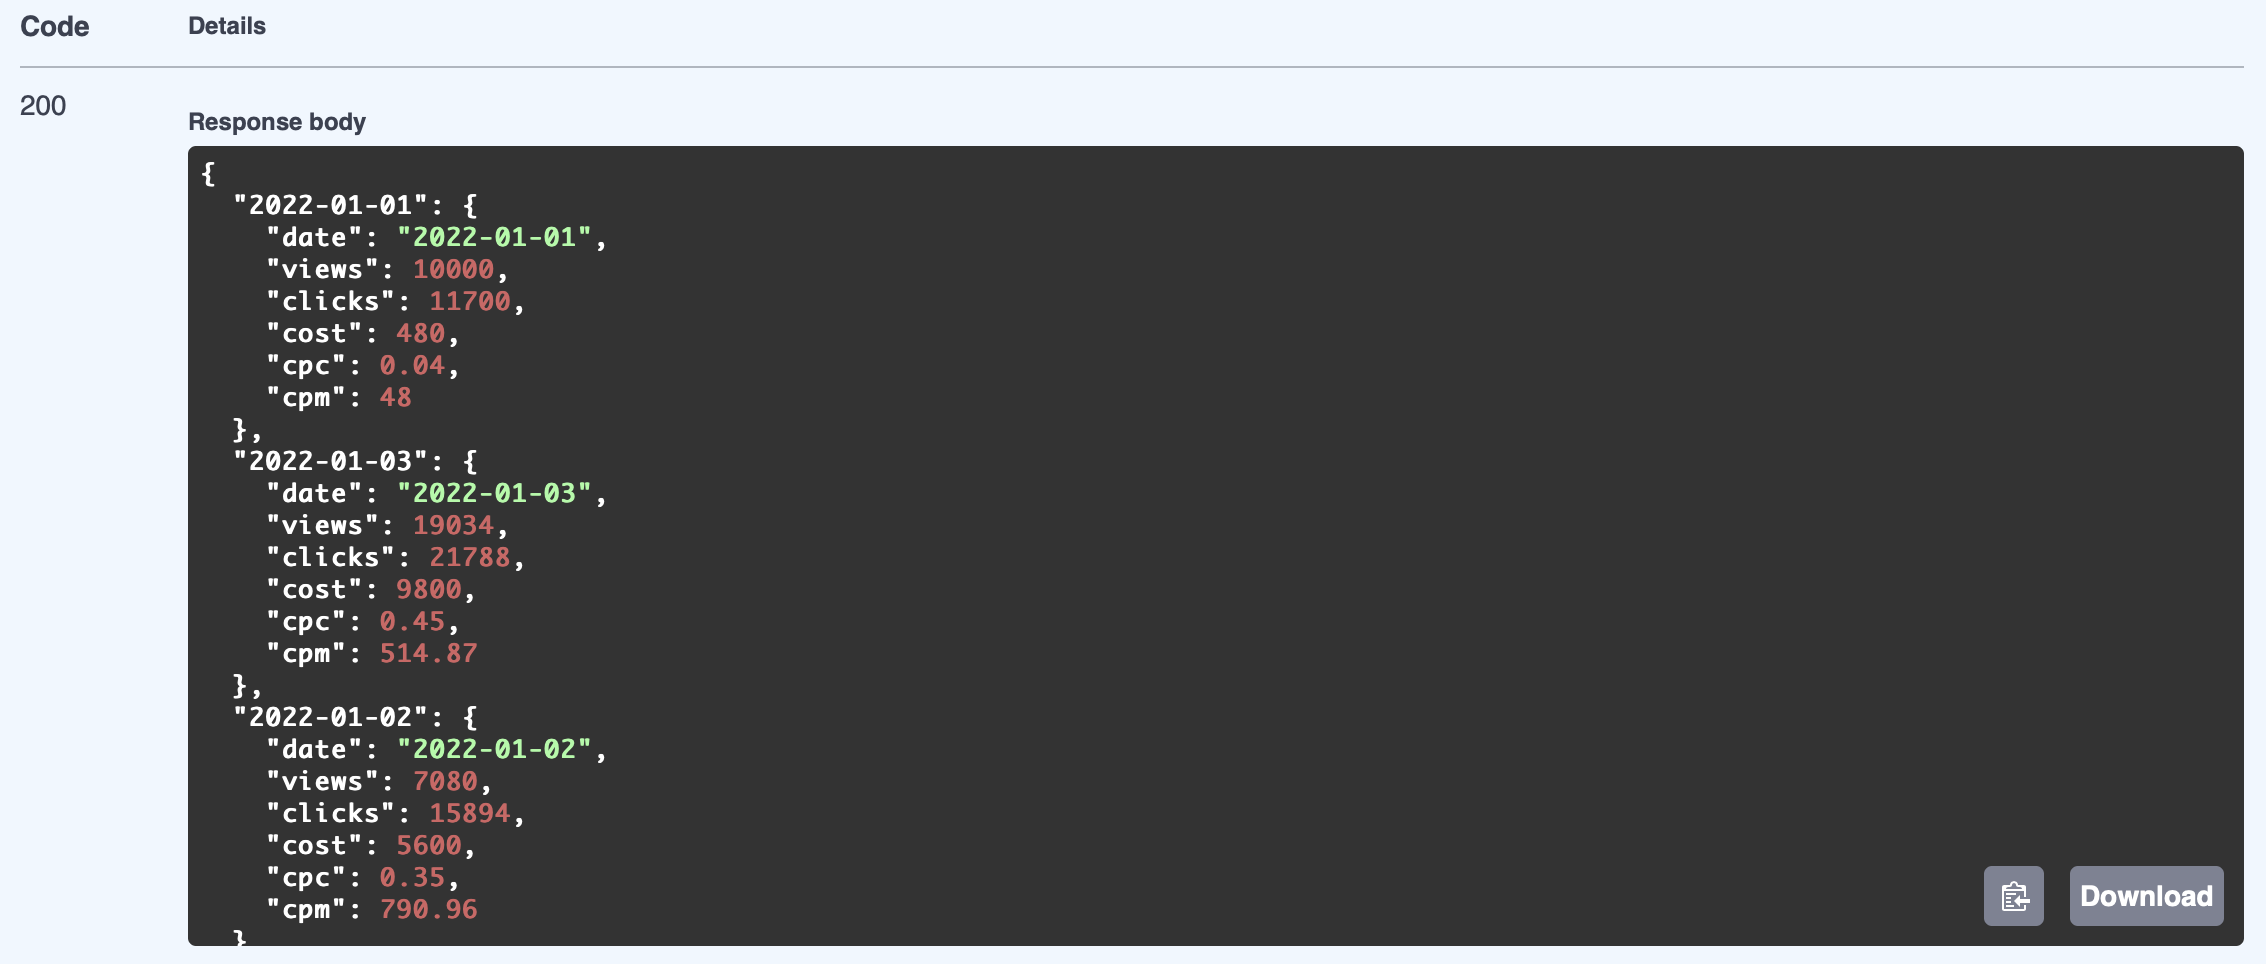 Code Details
200
Response body
{
  "2022-01-01": {
    "date": "2022-01-01",
    "views": 10000,
    "clicks": 11700,
    "cost": 480,
    "cpc": 0.04,
    "cpm": 48
  },
  "2022-01-03": {
    "date": "2022-01-03",
    "views": 19034,
    "clicks": 21788,
    "cost": 9800,
    "cpc": 0.45,
    "cpm": 514.87
  },
  "2022-01-02": {
    "date": "2022-01-02",
    "views": 7080,
    "clicks": 15894,
    "cost": 5600,
    "cpc": 0.35,
    "cpm": 790.96
  }
Download